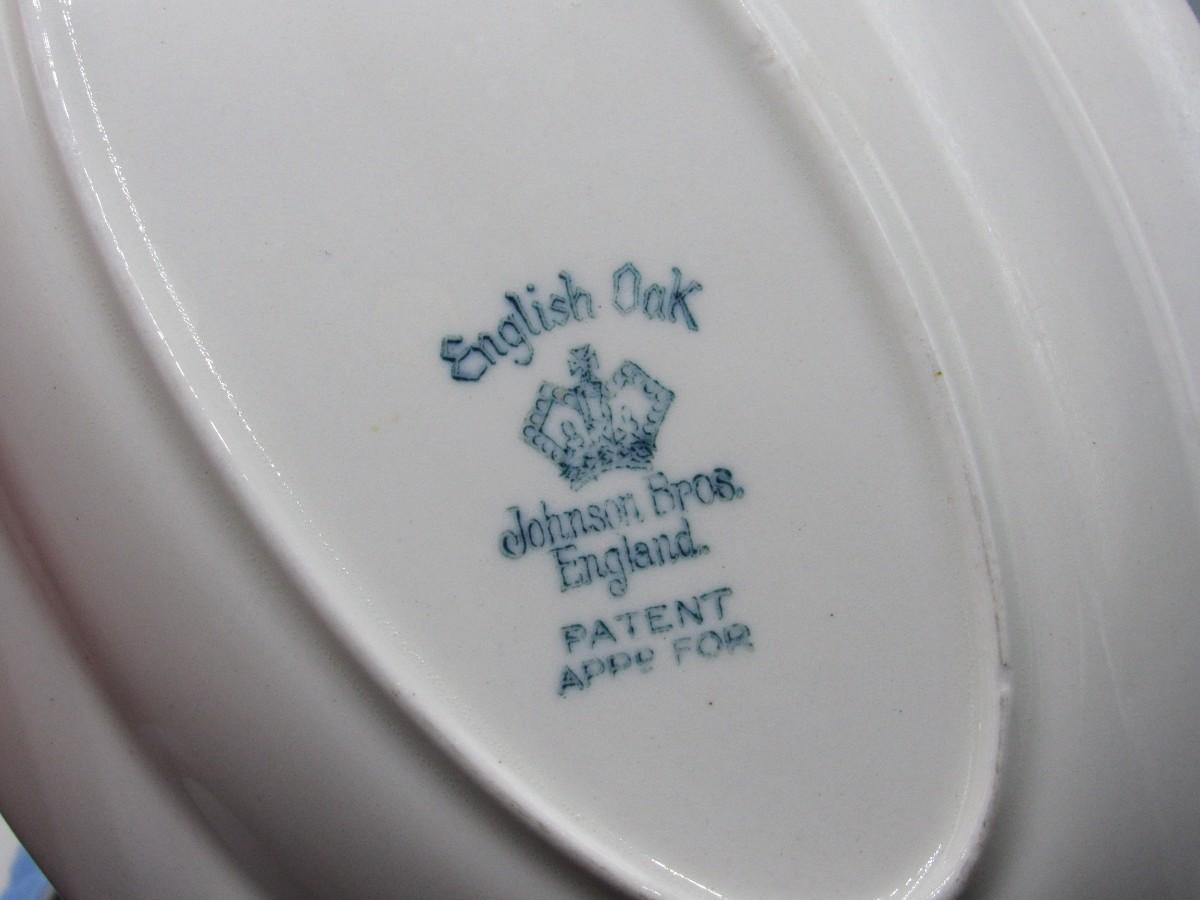 English Oak
Johnson Bros.
England.
PATENT
APPD FOR